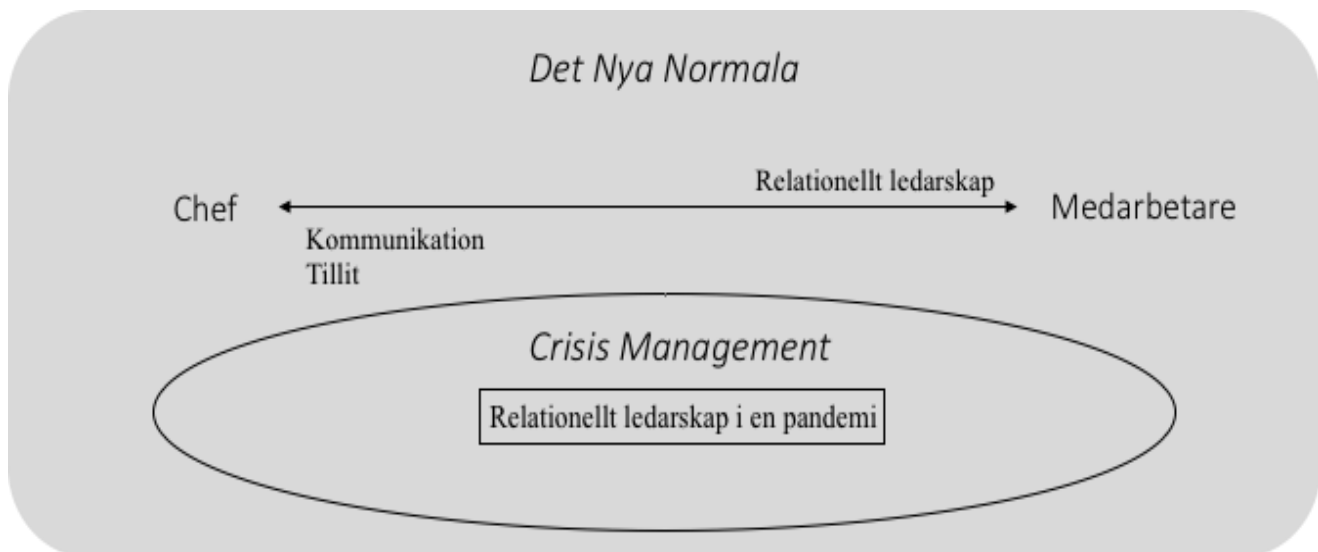 Det Nya Normala
Relationellt ledarskap
Chef
Medarbetare
Kommunikation
Tillit
Crisis Management
Relationellt ledarskap i en pandemi